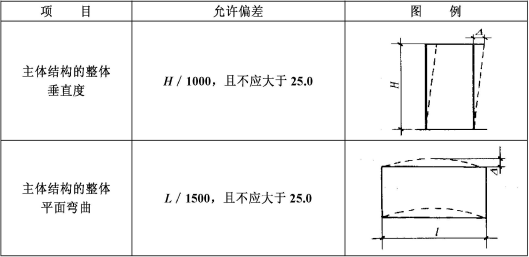 项 目
允许偏差
图 例
主体结构的整体
垂直度
H / 1000，且不应大于 25.0
Δ
H
主体结构的整体
平面弯曲
L / 1500，且不应大于 25.0
Δ
l